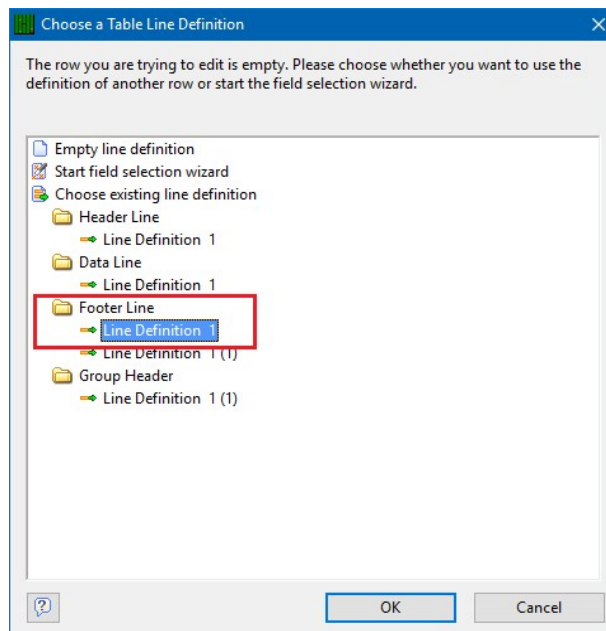 Choose a Table Line Definition
The row you are trying to edit is empty. Please choose whether you want to use the
definition of another row or start the field selection wizard.
Empty line definition
Start field selection wizard
Choose existing line definition
Header Line
Line Definition 1
Data Line
Line Definition 1
Footer Line
Line Definition 1
Line Definition 1 (1)
Group Header
Line Definition 1 (1)
?
OK Cancel